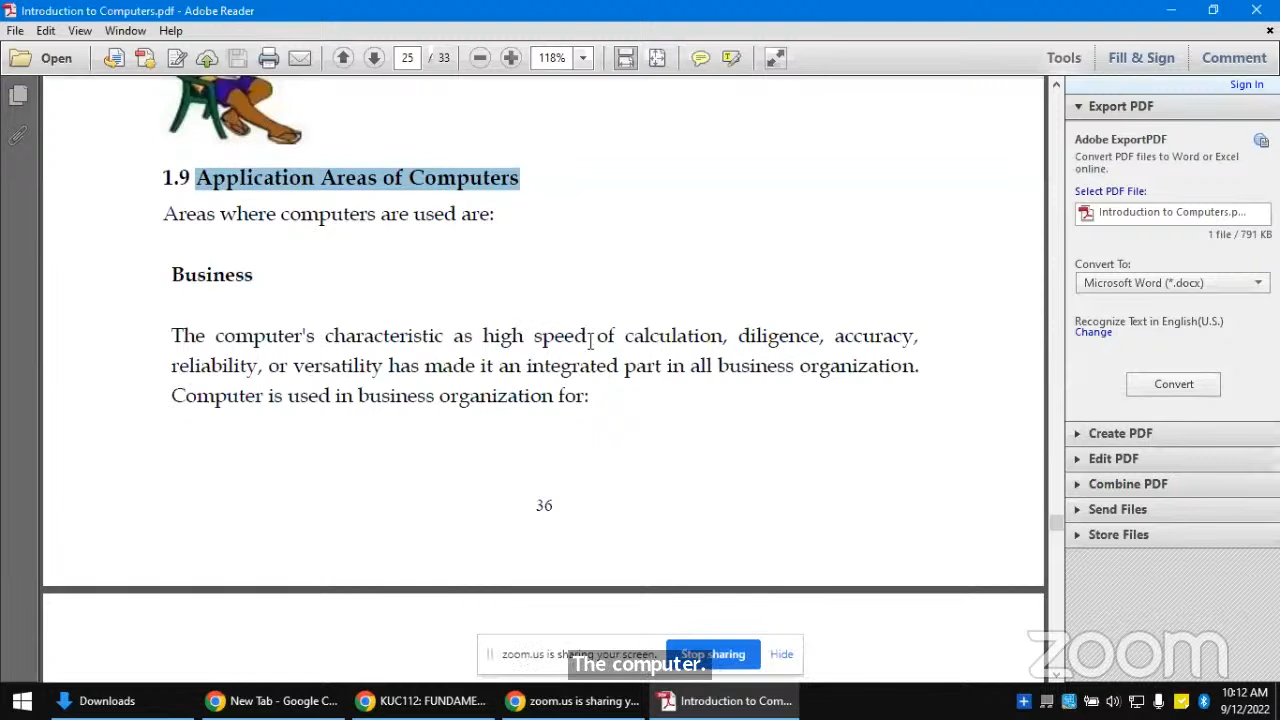 Introduction to Computers.pdf - Adobe Reader
File Edit View Window Help
Open 25 / 33 118% Tools Fill & Sign Comment
Sign In
Export PDF
Adobe ExportPDF
Convert PDF files to Word or Excel
online.
Select PDF File:
Introduction to Computers.p...
1 file / 791 KB
Convert To:
Microsoft Word (*.docx)
Recognize Text in English(U.S.)
Change
Convert
Create PDF
Edit PDF
Combine PDF
Send Files
Store Files
1.9 Application Areas of Computers
Areas where computers are used are:
Business
The computer's characteristic as high speed of calculation, diligence, accuracy,
reliability, or versatility has made it an integrated part in all business organization.
Computer is used in business organization for:
36
zoom.us is sharing your screen. Stop sharing Hide
The computer.
zoom
Downloads New Tab - Google C... KUC112: FUNDAME... zoom.us is sharing y... Introduction to Com...
10:12 AM
9/12/2022